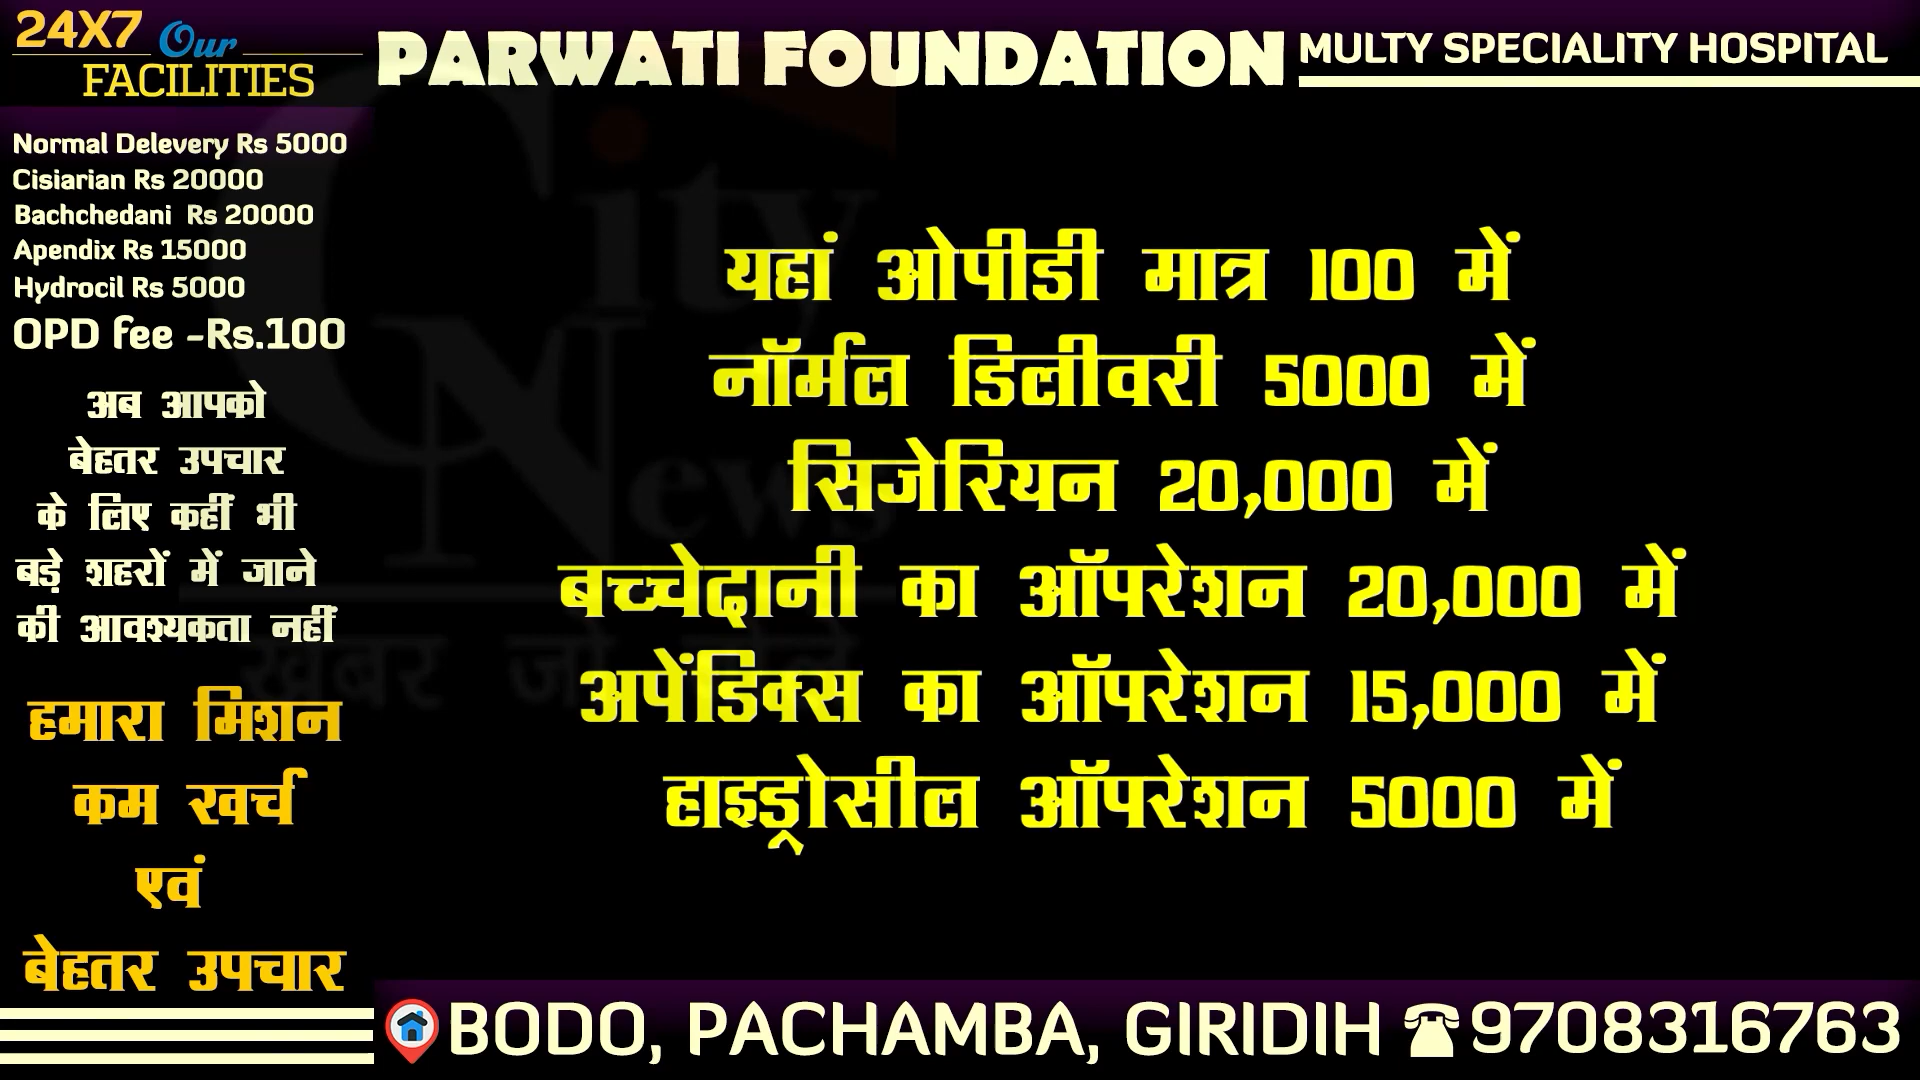 24X7 Our
FACILITIES
PARWATI FOUNDATION
MULTY SPECIALITY HOSPITAL
Normal Delevery Rs 5000
Cisiarian Rs 20000
Bachchedani Rs 20000
Apendix Rs 15000
Hydrocil Rs 5000
OPD fee -Rs.100
अब आपको
बेहतर उपचार
के लिए कहीं भी
बड़े शहरों में जाने
की आवश्यकता नहीं
हमारा मिशन
कम खर्च
एवं
बेहतर उपचार
यहां ओपीडी मात्र 100 में
नॉर्मल डिलीवरी 5000 में
सिजेरियन 20,000 में
बच्चेदानी का ऑपरेशन 20,000 में
अपेंडिक्स का ऑपरेशन 15,000 में
हाइड्रोसील ऑपरेशन 5000 में
City
News
खबर जो
BODO, PACHAMBA, GIRIDIH 9708316763